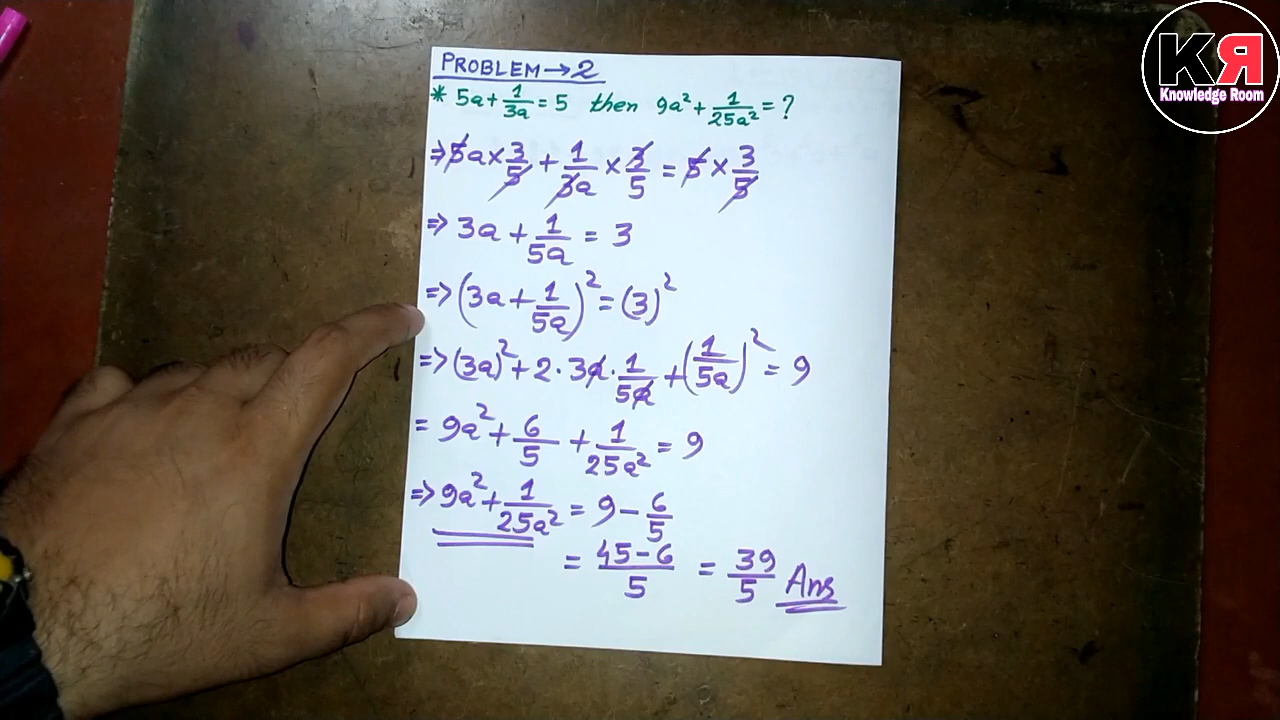 KЯ
Knowledge Room
PROBLEM→2
* 5a + 1/3a = 5 then 9a² + 1/25a² = ?
⇒ 5a × 3/5 + 1/3a × 3/5 = 5 × 3/5
⇒ 3a + 1/5a = 3
⇒ (3a + 1/5a)² = (3)²
⇒ (3a)² + 2 · 3a · 1/5a + (1/5a)² = 9
= 9a² + 6/5 + 1/25a² = 9
⇒ 9a² + 1/25a² = 9 − 6/5
= 45−6/5 = 39/5 Ans